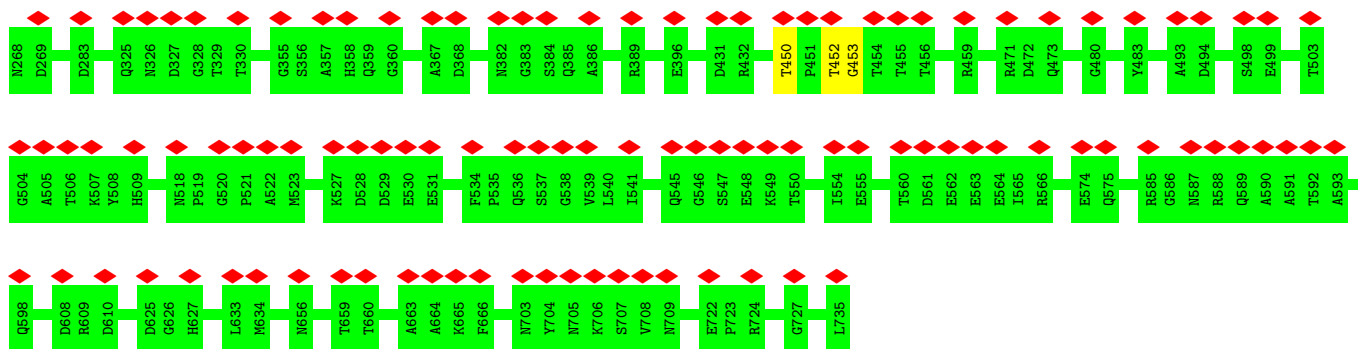 N268 D269 D283 Q325 N326 D327 G328 T329 T330 G355 S356 A357 H358 Q359 G360 A367 D368 N382 G383 S384 Q385 A386 R389 E396 D431 R432 T450 P451 T452 G453 T454 T455 T456 R459 R471 D472 Q473 G480 Y483 A493 D494 S498 E499 T503
G504 A505 T506 K507 Y508 H509 N518 P519 G520 P521 A522 M523 K527 D528 D529 E530 E531 F534 P535 Q536 S537 G538 V539 L540 I541 Q545 G546 S547 E548 K549 T550 I554 E555 T560 D561 E562 E563 E564 I565 R566 E574 Q575 R585 G586 N587 R588 Q589 A590 A591 T592 A593
Q598 D608 R609 D610 D625 G626 H627 L633 M634 N656 T659 T660 A663 A664 K665 F666 N703 Y704 N705 K706 S707 V708 N709 E722 P723 R724 G727 L735